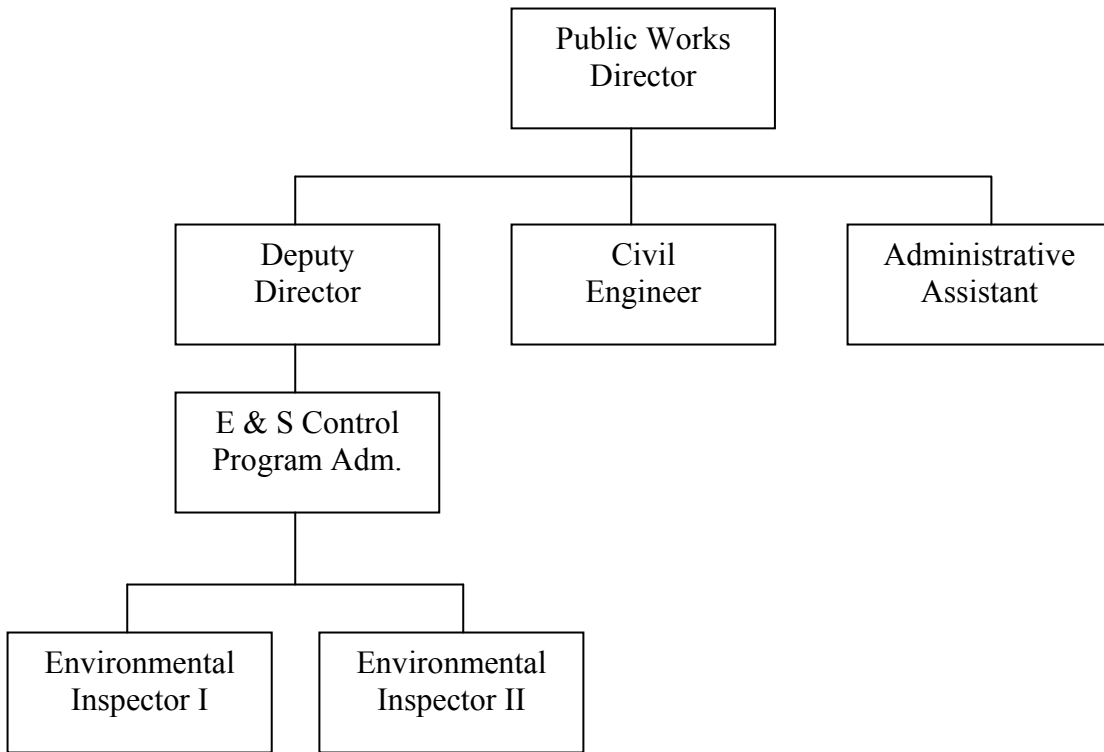 Public Works
Director
Deputy
Director
Civil
Engineer
Administrative
Assistant
E & S Control
Program Adm.
Environmental
Inspector I
Environmental
Inspector II